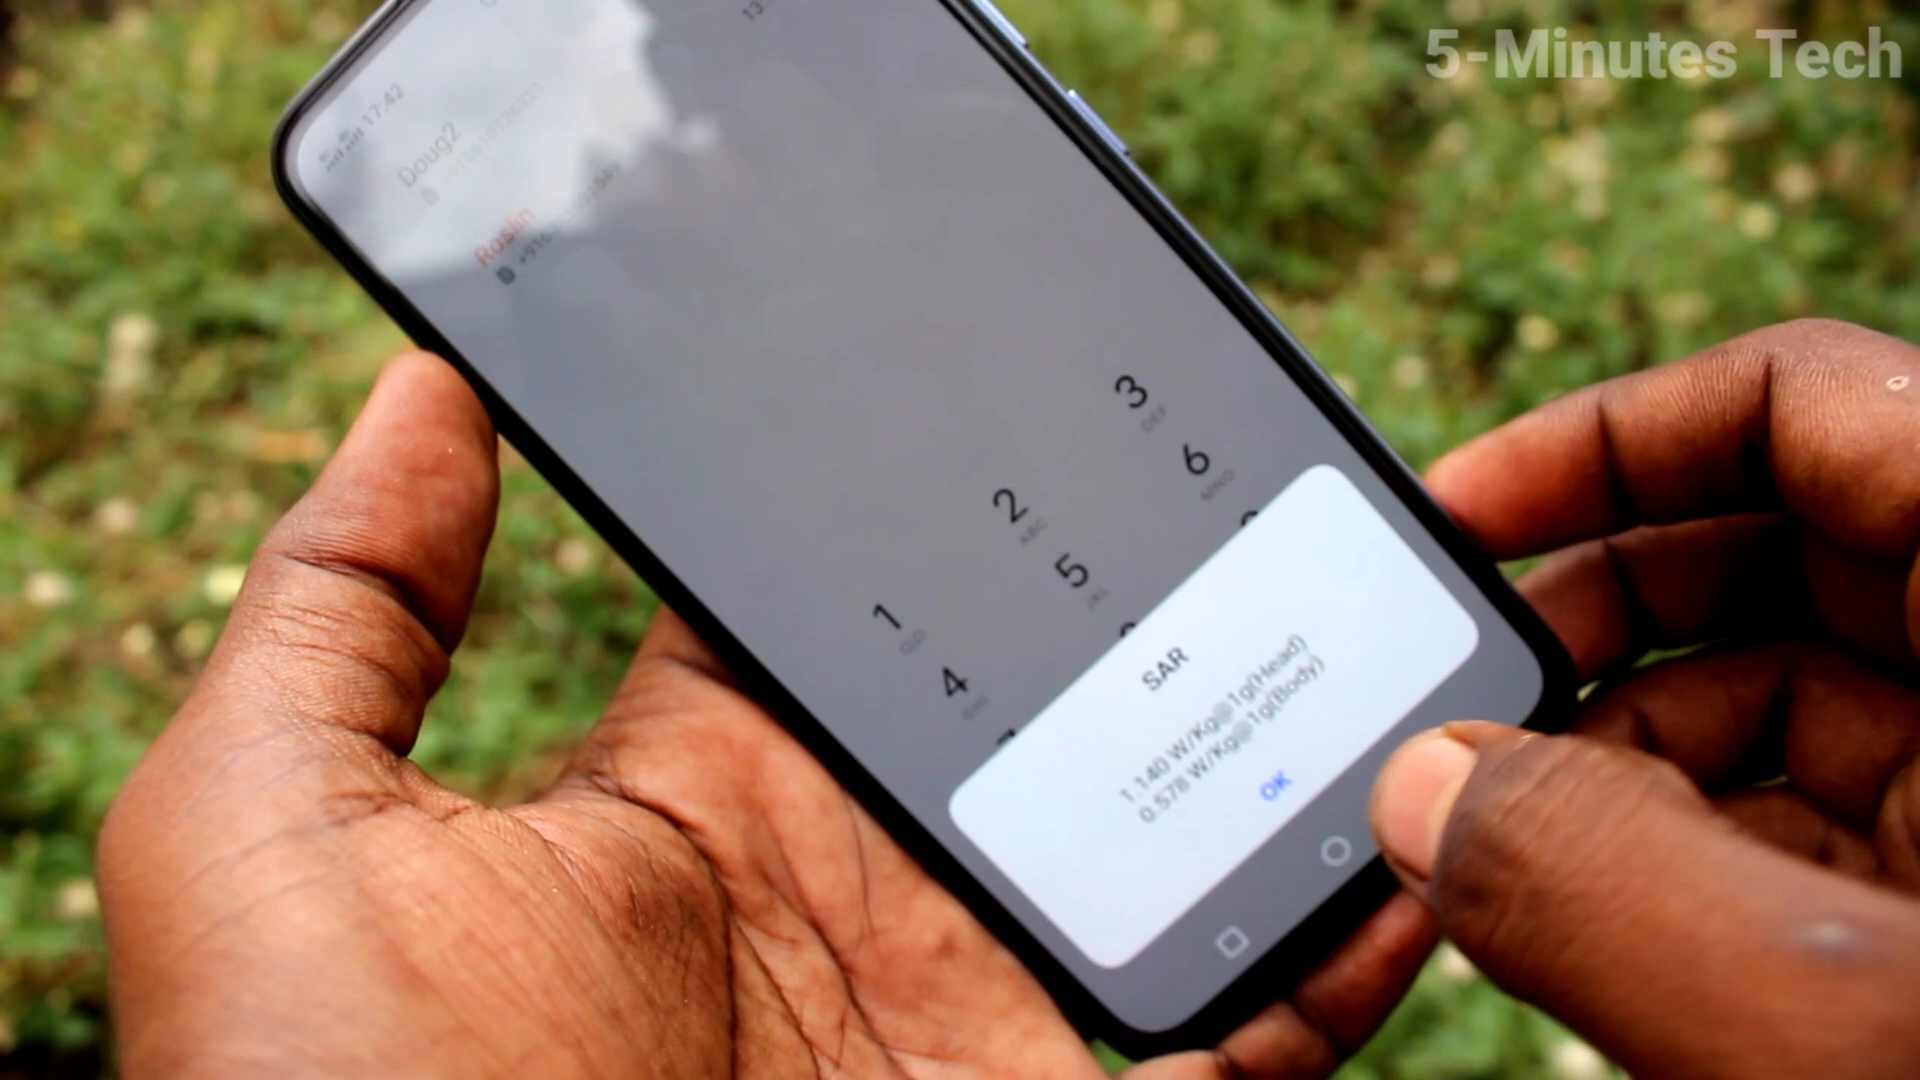 5-Minutes Tech
17:42
Doug2
Roslin
1
2 ABC
3 DEF
4 GHI
5 JKL
6 MNO
SAR
1.140 W/Kg@1g(Head)
0.578 W/Kg@1g(Body)
OK